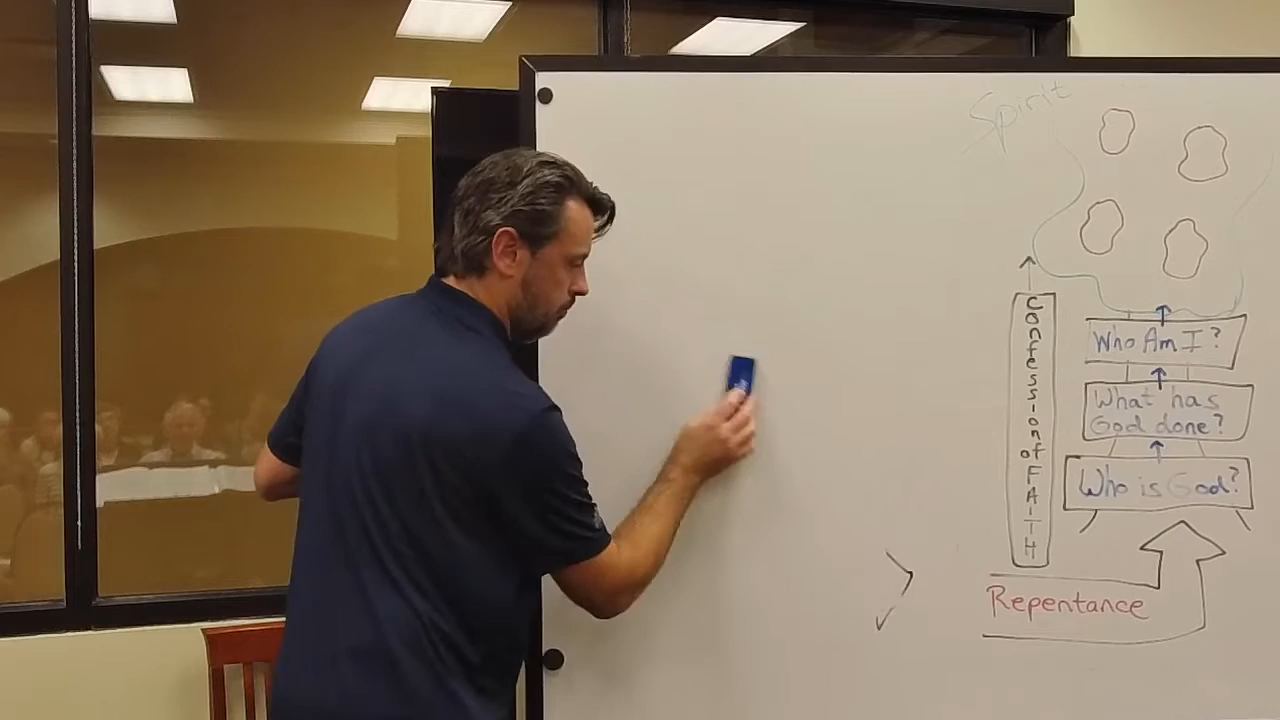 Spirit
Confession of FAITH
Who Am I?
What has
God done?
Who is God?
Repentance